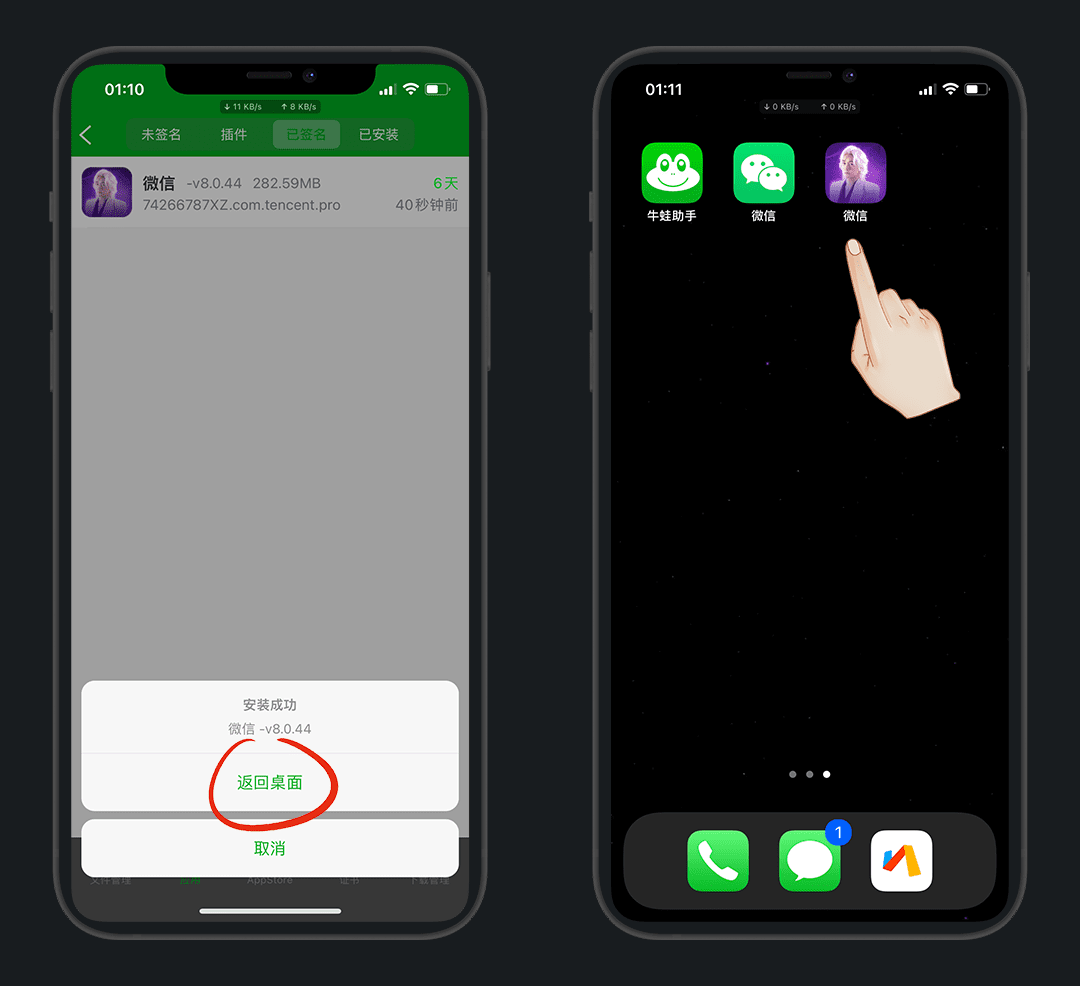 01:10
↓ 11 KB/s ↑ 8 KB/s
未签名 插件 已签名 已安装
微信 -v8.0.44 282.59MB 6天
74266787XZ.com.tencent.pro 40秒钟前
安装成功
微信 -v8.0.44
返回桌面
取消
文件管理 应用 AppStore 证书 下载管理
01:11
↓ 0 KB/s ↑ 0 KB/s
牛蛙助手 微信 微信
1